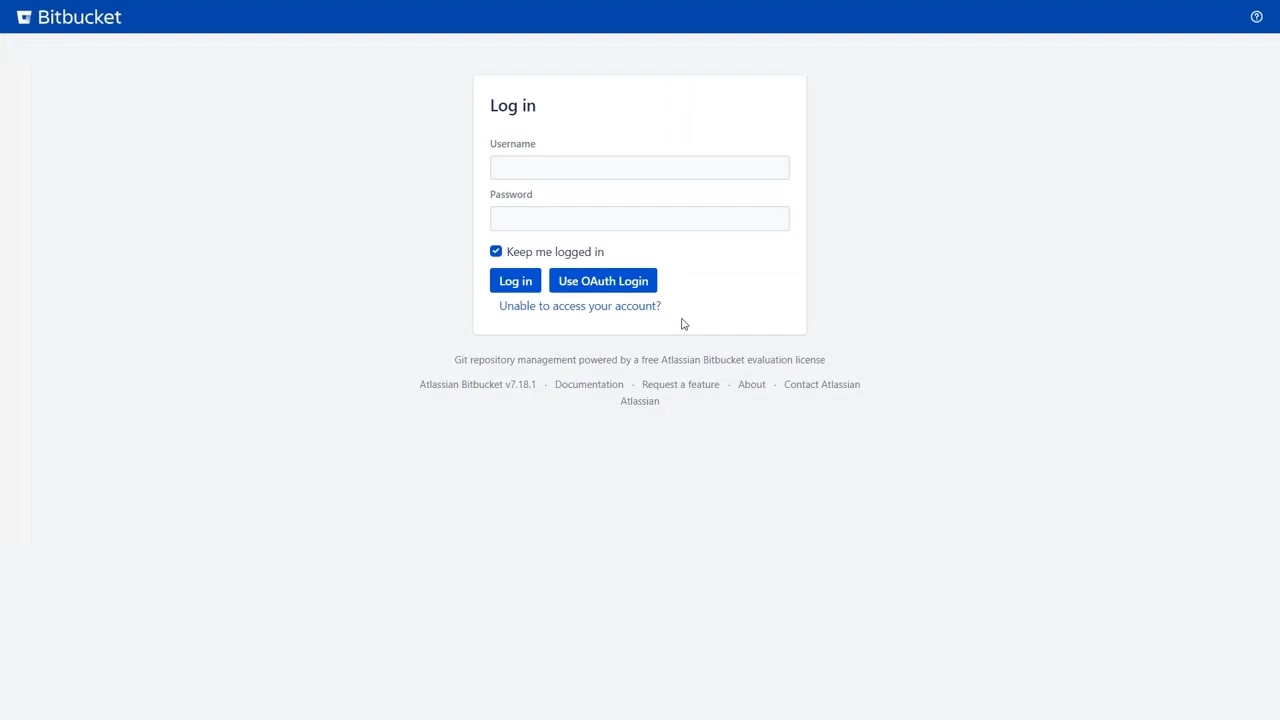 Bitbucket
Log in
Username
Password
Keep me logged in
Log in Use OAuth Login
Unable to access your account?
Git repository management powered by a free Atlassian Bitbucket evaluation license
Atlassian Bitbucket v7.18.1 · Documentation · Request a feature · About · Contact Atlassian
Atlassian